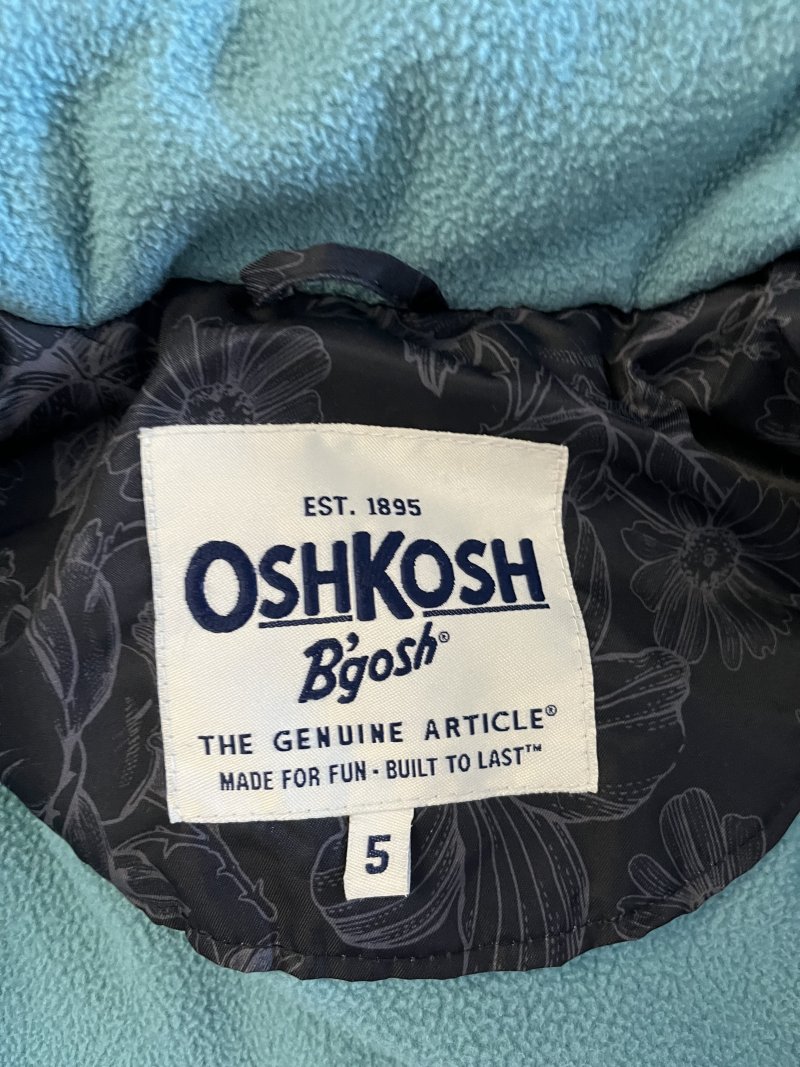 EST. 1895
OSHKOSH
B'gosh®
THE GENUINE ARTICLE®
MADE FOR FUN · BUILT TO LAST™
5